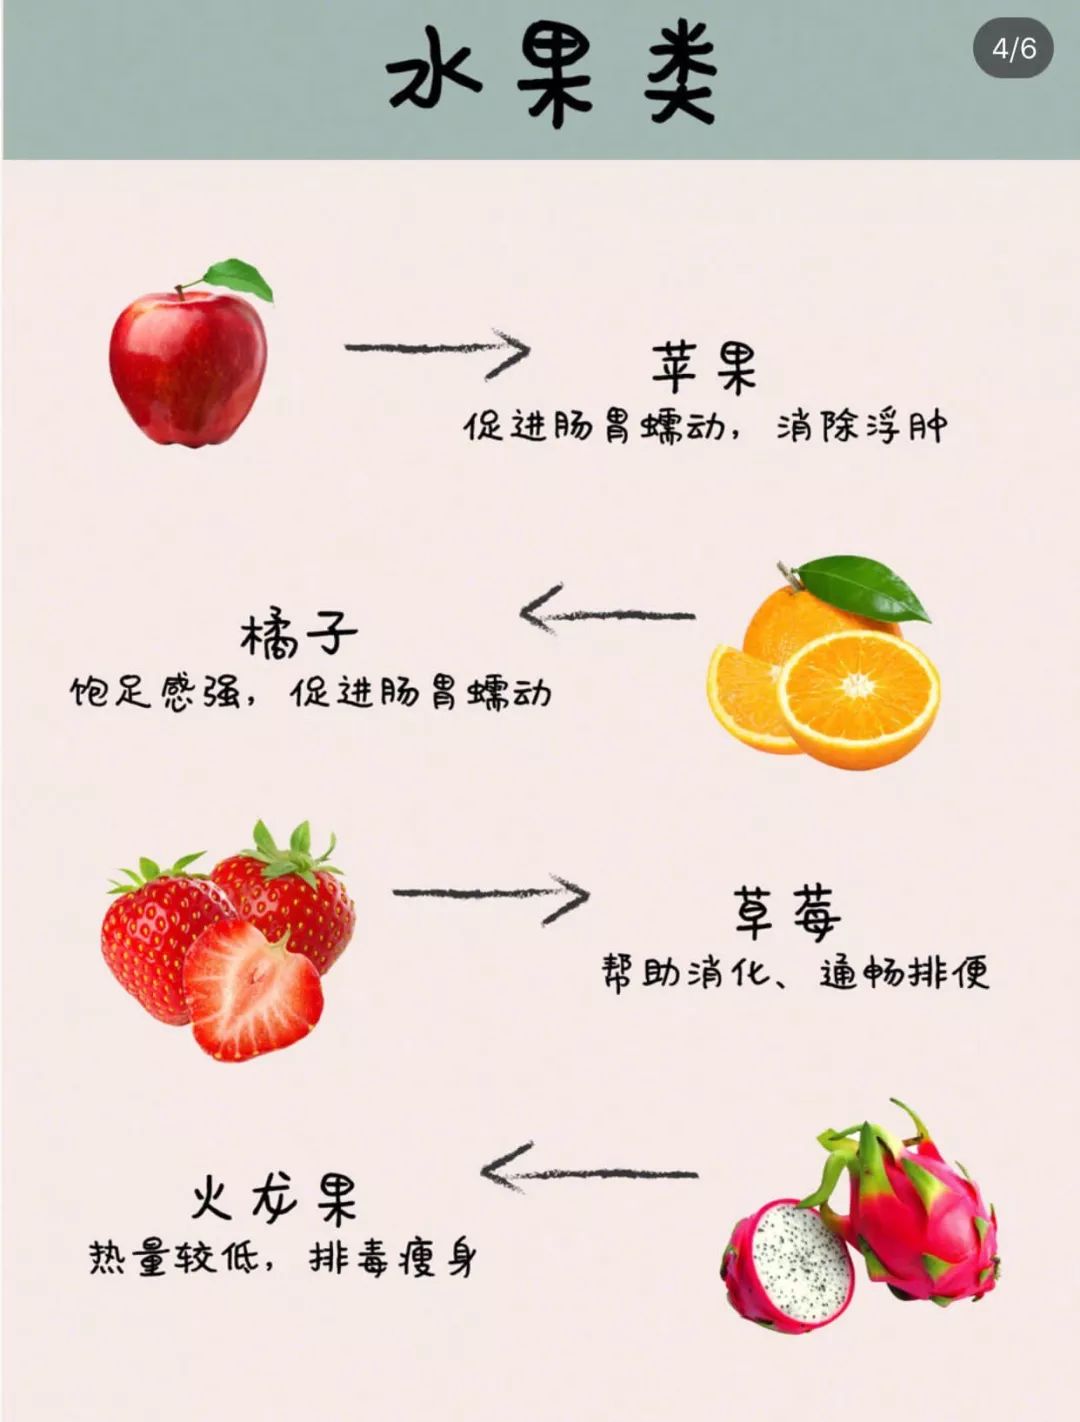 水果类
4/6
苹果
促进肠胃蠕动，消除浮肿
橘子
饱足感强，促进肠胃蠕动
草莓
帮助消化、通畅排便
火龙果
热量较低，排毒瘦身